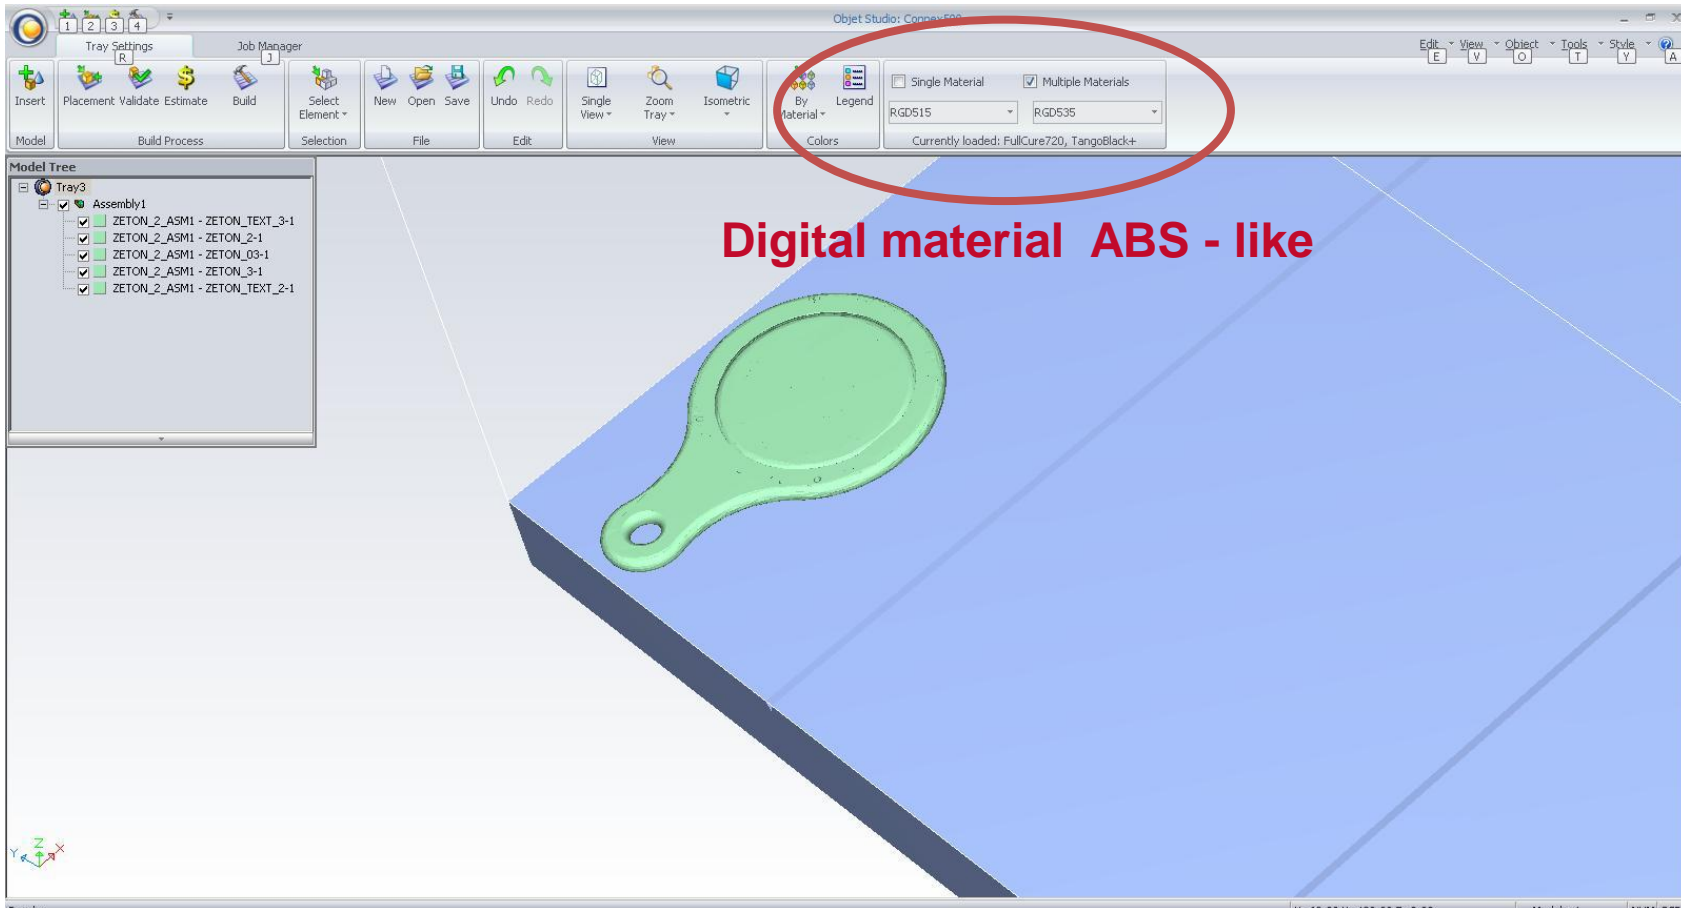 Objet Studio: Connex500
1 2 3 4
Tray Settings Job Manager Edit View Object Tools Style
R J E V O T Y A
Single Material Multiple Materials
Insert Placement Validate Estimate Build Select Element New Open Save Undo Redo Single View Zoom Tray Isometric By Material Legend
RGD515 RGD535
Model Build Process Selection File Edit View Colors Currently loaded: FullCure720, TangoBlack+
Model Tree
Tray3
Assembly1
ZETON_2_ASM1 - ZETON_TEXT_3-1
ZETON_2_ASM1 - ZETON_2-1
ZETON_2_ASM1 - ZETON_03-1
ZETON_2_ASM1 - ZETON_3-1
ZETON_2_ASM1 - ZETON_TEXT_2-1
Digital material ABS - like
Z
Y X